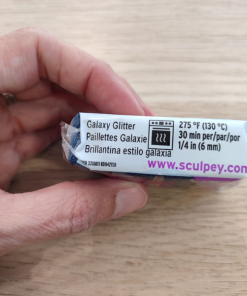 Galaxy Glitter
Paillettes Galaxie
Brillantina estilo galaxia
275 °F (130 °C)
30 min per/par/por
1/4 in (6 mm)
www.sculpey.com